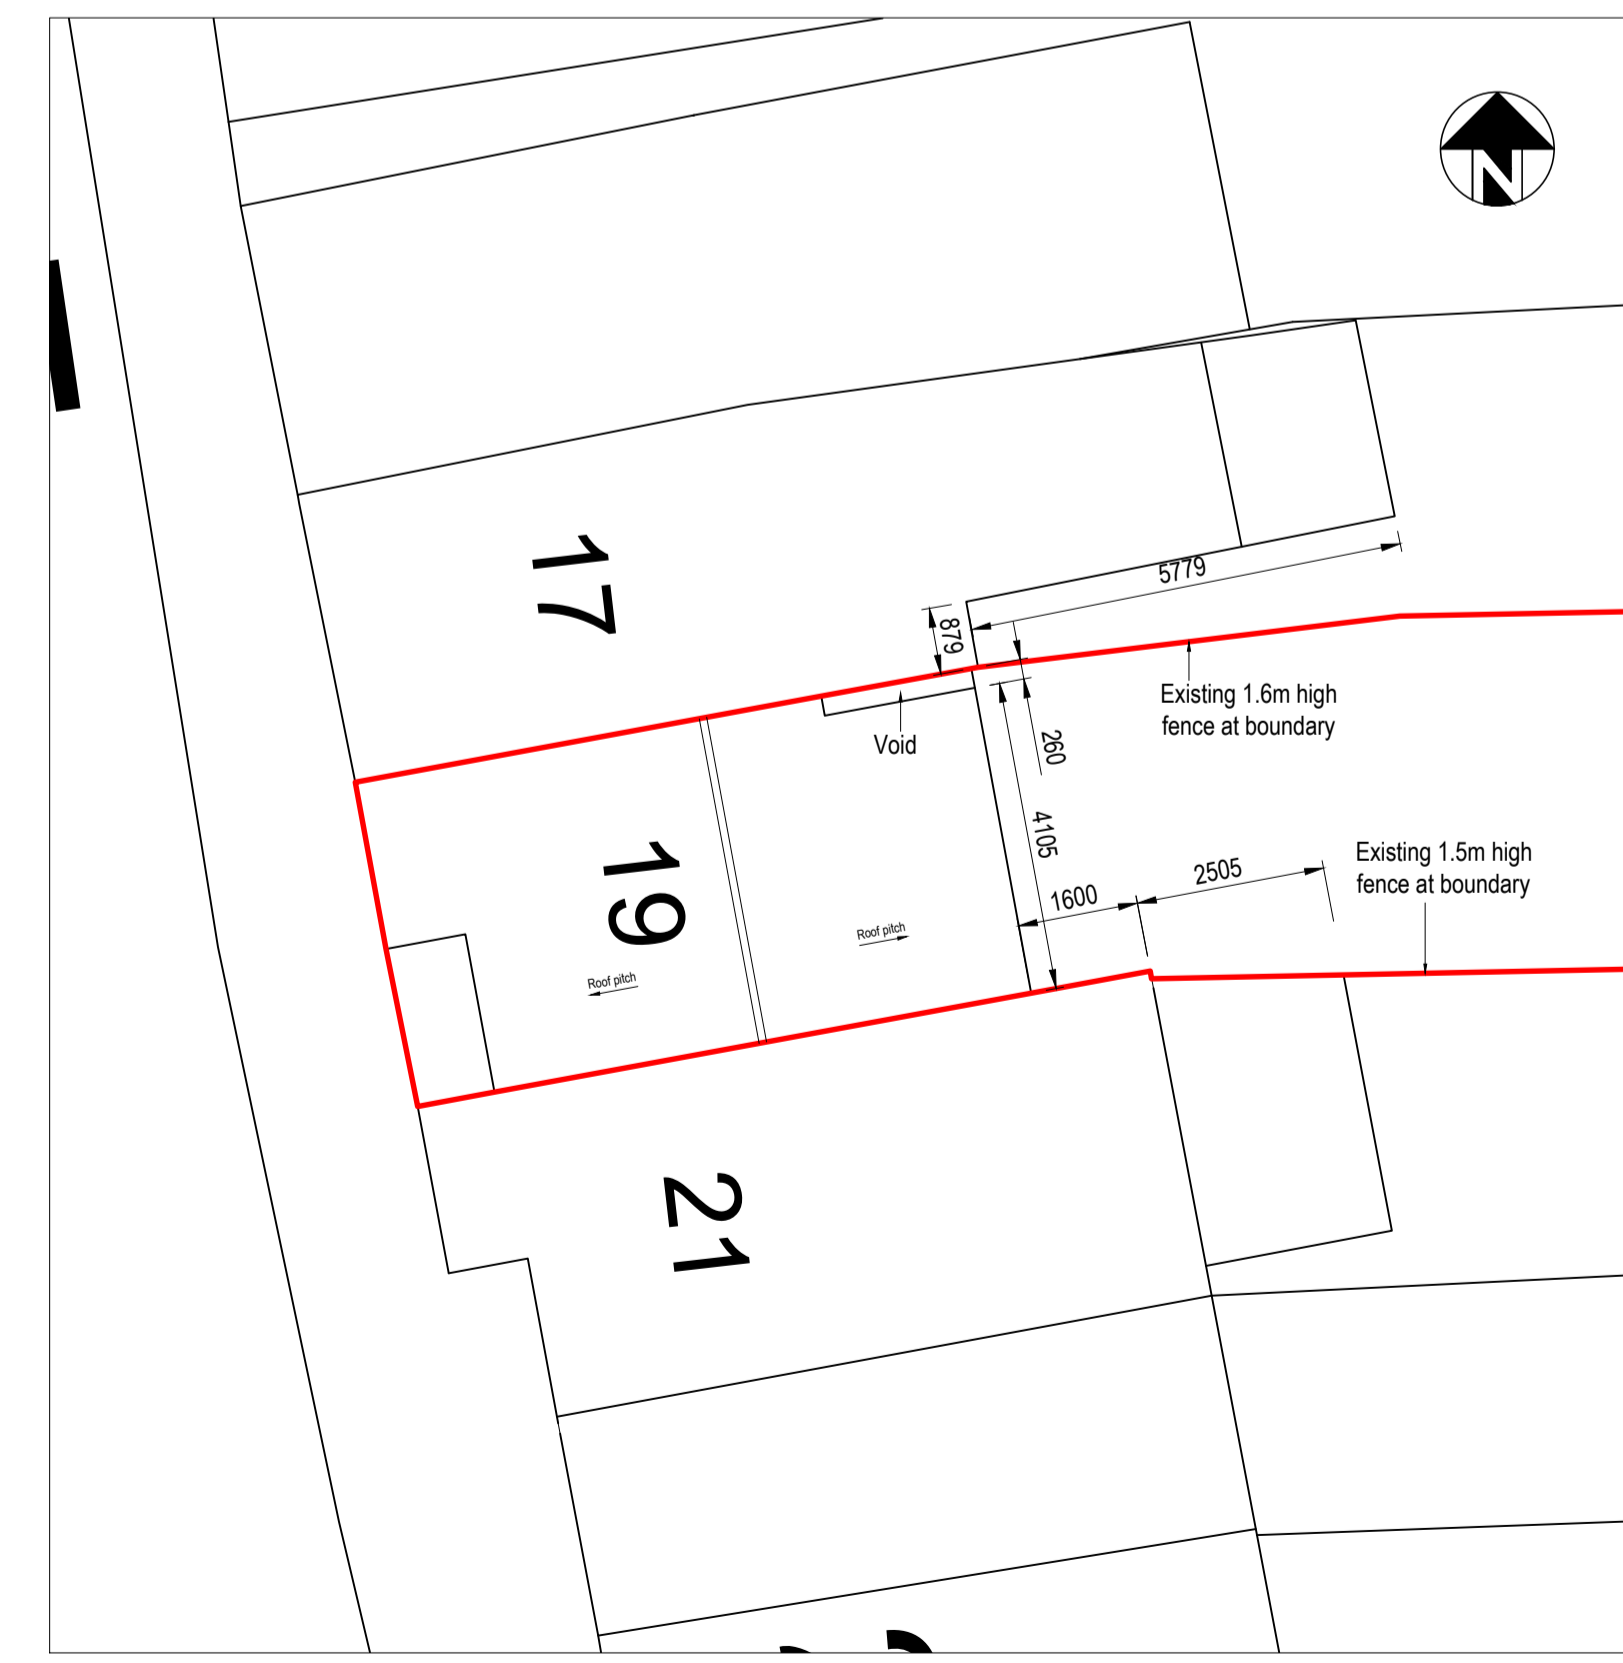 N
17
5779
879
Existing 1.6m high
fence at boundary
Void
260
4105
19
Existing 1.5m high
fence at boundary
2505
1600
Roof pitch
Roof pitch
21